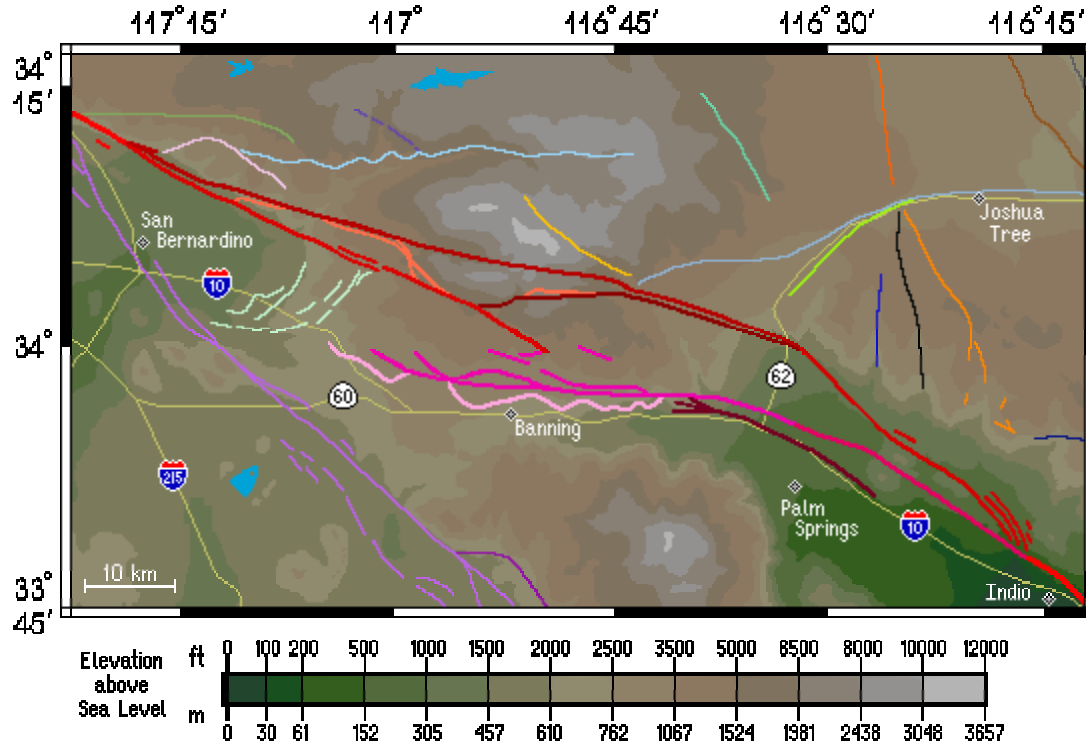 117°15′ 117° 116°45′ 116°30′ 116°15′
34°
15′
34°
33°
45′
San
Bernardino
10
Joshua
Tree
62
60
Banning
215
Palm
Springs
10
10 km
Indio
Elevation
above
Sea Level
ft 0 100 200 500 1000 1500 2000 2500 3500 5000 6500 8000 10000 12000
m 0 30 61 152 305 457 610 762 1067 1524 1981 2438 3048 3657